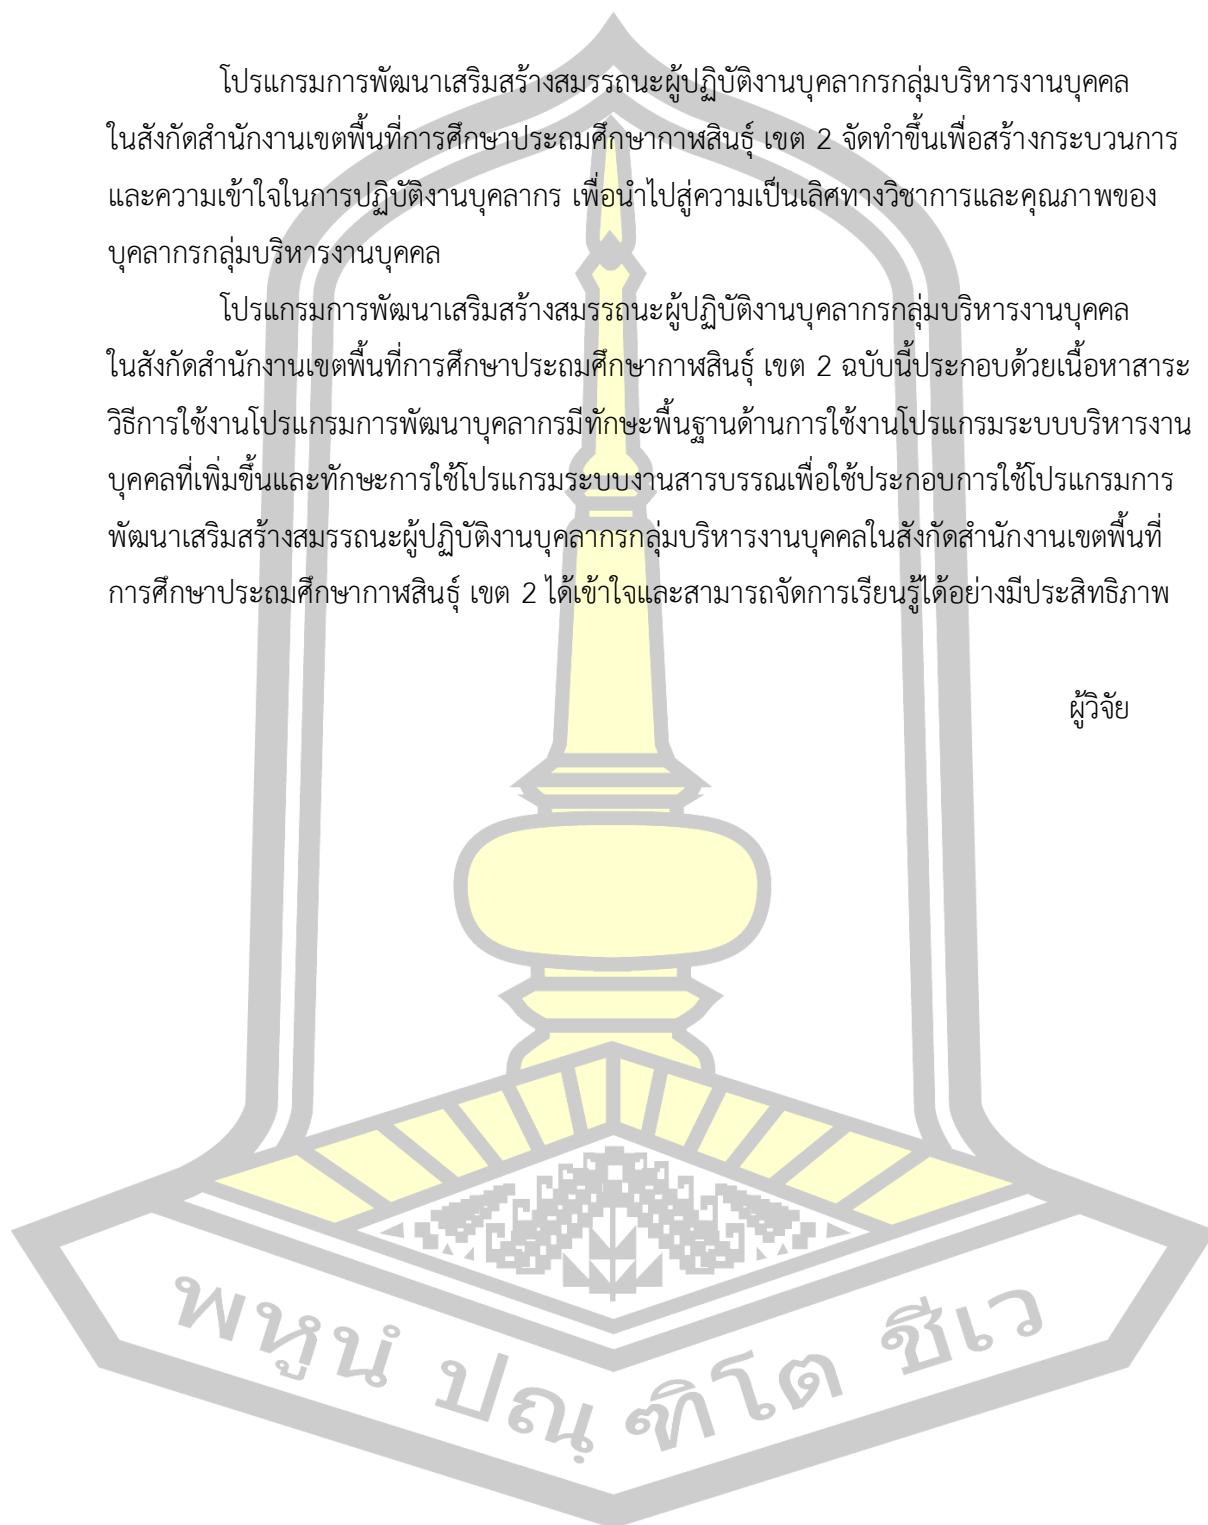 โปรแกรมการพัฒนาเสริมสร้างสมรรถนะผู้ปฏิบัติงานบุคลากรกลุ่มบริหารงานบุคคล
ในสังกัดสำนักงานเขตพื้นที่การศึกษาประถมศึกษากาฬสินธุ์ เขต 2 จัดทำขึ้นเพื่อสร้างกระบวนการ
และความเข้าใจในการปฏิบัติงานบุคลากร เพื่อนำไปสู่ความเป็นเลิศทางวิชาการและคุณภาพของ
บุคลากรกลุ่มบริหารงานบุคคล
โปรแกรมการพัฒนาเสริมสร้างสมรรถนะผู้ปฏิบัติงานบุคลากรกลุ่มบริหารงานบุคคล
ในสังกัดสำนักงานเขตพื้นที่การศึกษาประถมศึกษากาฬสินธุ์ เขต 2 ฉบับนี้ประกอบด้วยเนื้อหาสาระ
วิธีการใช้งานโปรแกรมการพัฒนาบุคลากรมีทักษะพื้นฐานด้านการใช้งานโปรแกรมระบบบริหารงาน
บุคคลที่เพิ่มขึ้นและทักษะการใช้โปรแกรมระบบงานสารบรรณเพื่อใช้ประกอบการใช้โปรแกรมการ
พัฒนาเสริมสร้างสมรรถนะผู้ปฏิบัติงานบุคลากรกลุ่มบริหารงานบุคคลในสังกัดสำนักงานเขตพื้นที่
การศึกษาประถมศึกษากาฬสินธุ์ เขต 2 ได้เข้าใจและสามารถจัดการเรียนรู้ได้อย่างมีประสิทธิภาพ
ผู้วิจัย
พหูนํ ปณฺฑิโต ชีเว